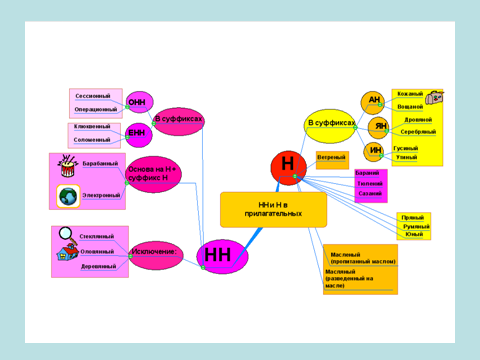 Сессионный
Операционный
ОНН
В суффиксах
Клюквенный
Соломенный
ЕНН
Барабанный
Электронный
Основа на Н+
суффикс Н
Стеклянный
Оловянный
Деревянный
Исключение:
НН
НН и Н в
прилагательных
Н
В суффиксах
АН
Кожаный
Вощаной
ЯН
Дровяной
Серебряный
ИН
Гусиный
Утиный
Ветреный
Бараний
Тюлений
Сазаний
Пряный
Румяный
Юный
Масленый
(пропитанный маслом)
Масляный
(разведенный на
масле)